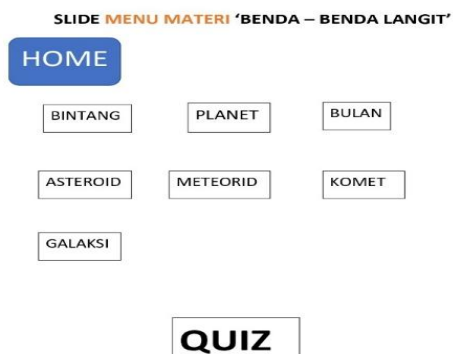 SLIDE MENU MATERI ‘BENDA – BENDA LANGIT’
HOME
BINTANG PLANET BULAN
ASTEROID METEORID KOMET
GALAKSI
QUIZ